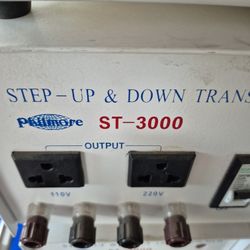 STEP-UP & DOWN TRANS
Philmore ST-3000
OUTPUT
110V 220V